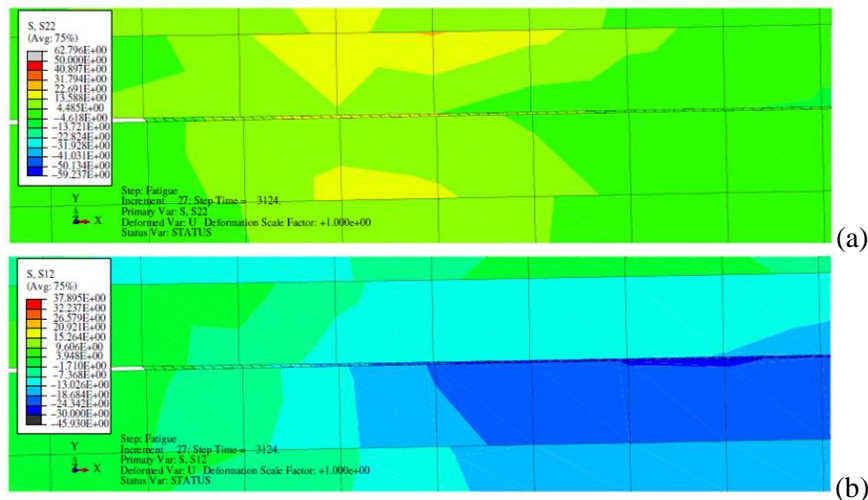 S, S22
(Avg: 75%)
62.796E+00
50.000E+00
40.897E+00
31.794E+00
22.691E+00
13.588E+00
4.485E+00
−4.618E+00
−13.721E+00
−22.824E+00
−31.928E+00
−41.031E+00
−50.134E+00
−59.237E+00
Y
Z X
Step: Fatigue
Increment 27: Step Time = 3124.
Primary Var: S, S22
Deformed Var: U Deformation Scale Factor: +1.000e+00
Status Var: STATUS
(a)
S, S12
(Avg: 75%)
37.895E+00
32.237E+00
26.579E+00
20.921E+00
15.264E+00
9.606E+00
3.948E+00
−1.710E+00
−7.368E+00
−13.026E+00
−18.684E+00
−24.342E+00
−30.000E+00
−45.930E+00
Y
Z X
Step: Fatigue
Increment 27: Step Time = 3124.
Primary Var: S, S12
Deformed Var: U Deformation Scale Factor: +1.000e+00
Status Var: STATUS
(b)